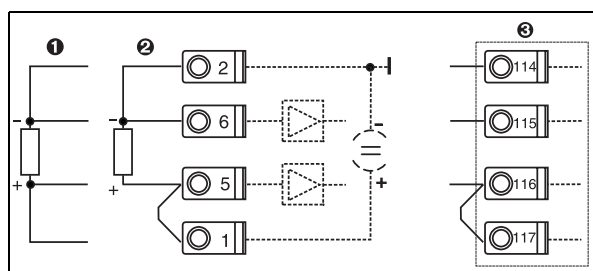 ❶ ❷ ❸
2 114
- - 6 - 115
+ + 5 + 116
1 117